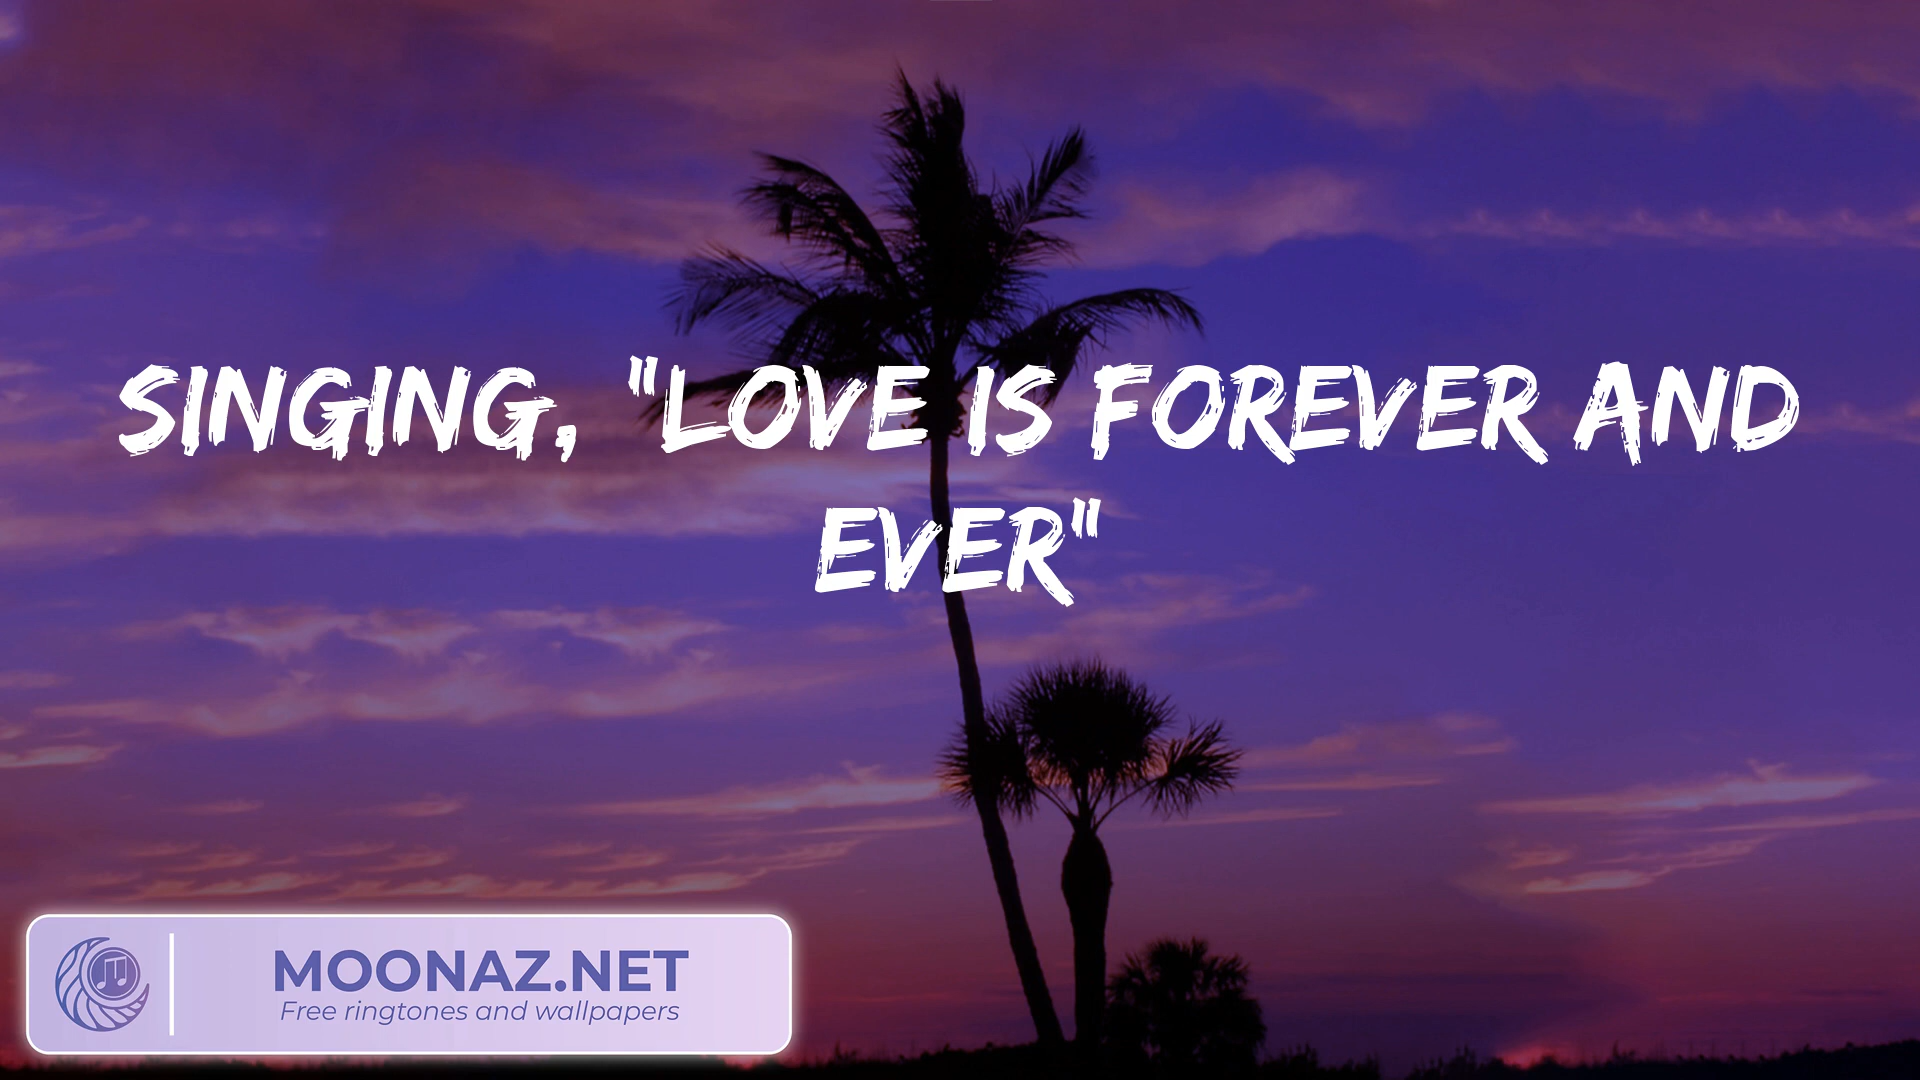 SINGING, "LOVE IS FOREVER AND
EVER"
MOONAZ.NET
Free ringtones and wallpapers